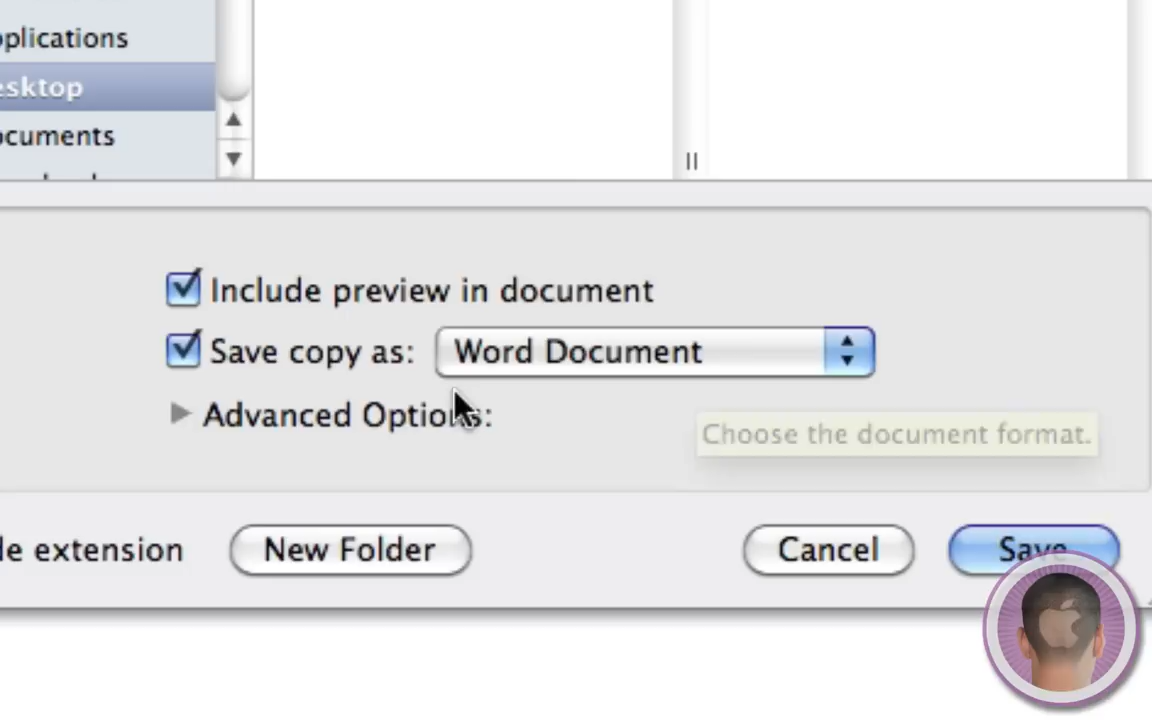 plications
esktop
ocuments
Include preview in document
Save copy as: Word Document
Advanced Options:
Choose the document format.
le extension
New Folder
Cancel
Save